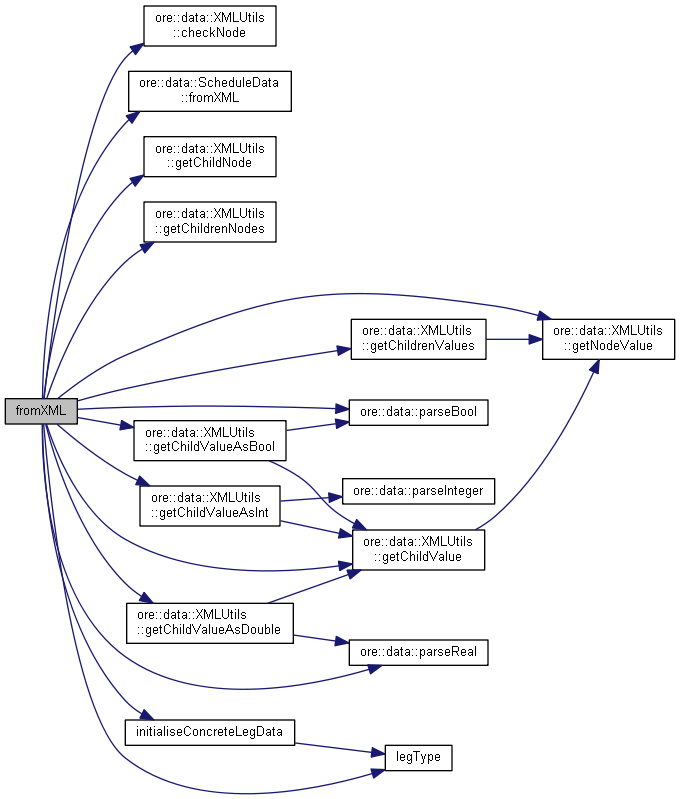 ore::data::XMLUtils
::checkNode
ore::data::ScheduleData
::fromXML
ore::data::XMLUtils
::getChildNode
ore::data::XMLUtils
::getChildrenNodes
ore::data::XMLUtils
::getChildrenValues
ore::data::XMLUtils
::getNodeValue
fromXML
ore::data::parseBool
ore::data::XMLUtils
::getChildValueAsBool
ore::data::XMLUtils
::getChildValueAsInt
ore::data::parseInteger
ore::data::XMLUtils
::getChildValue
ore::data::XMLUtils
::getChildValueAsDouble
ore::data::parseReal
initialiseConcreteLegData
legType